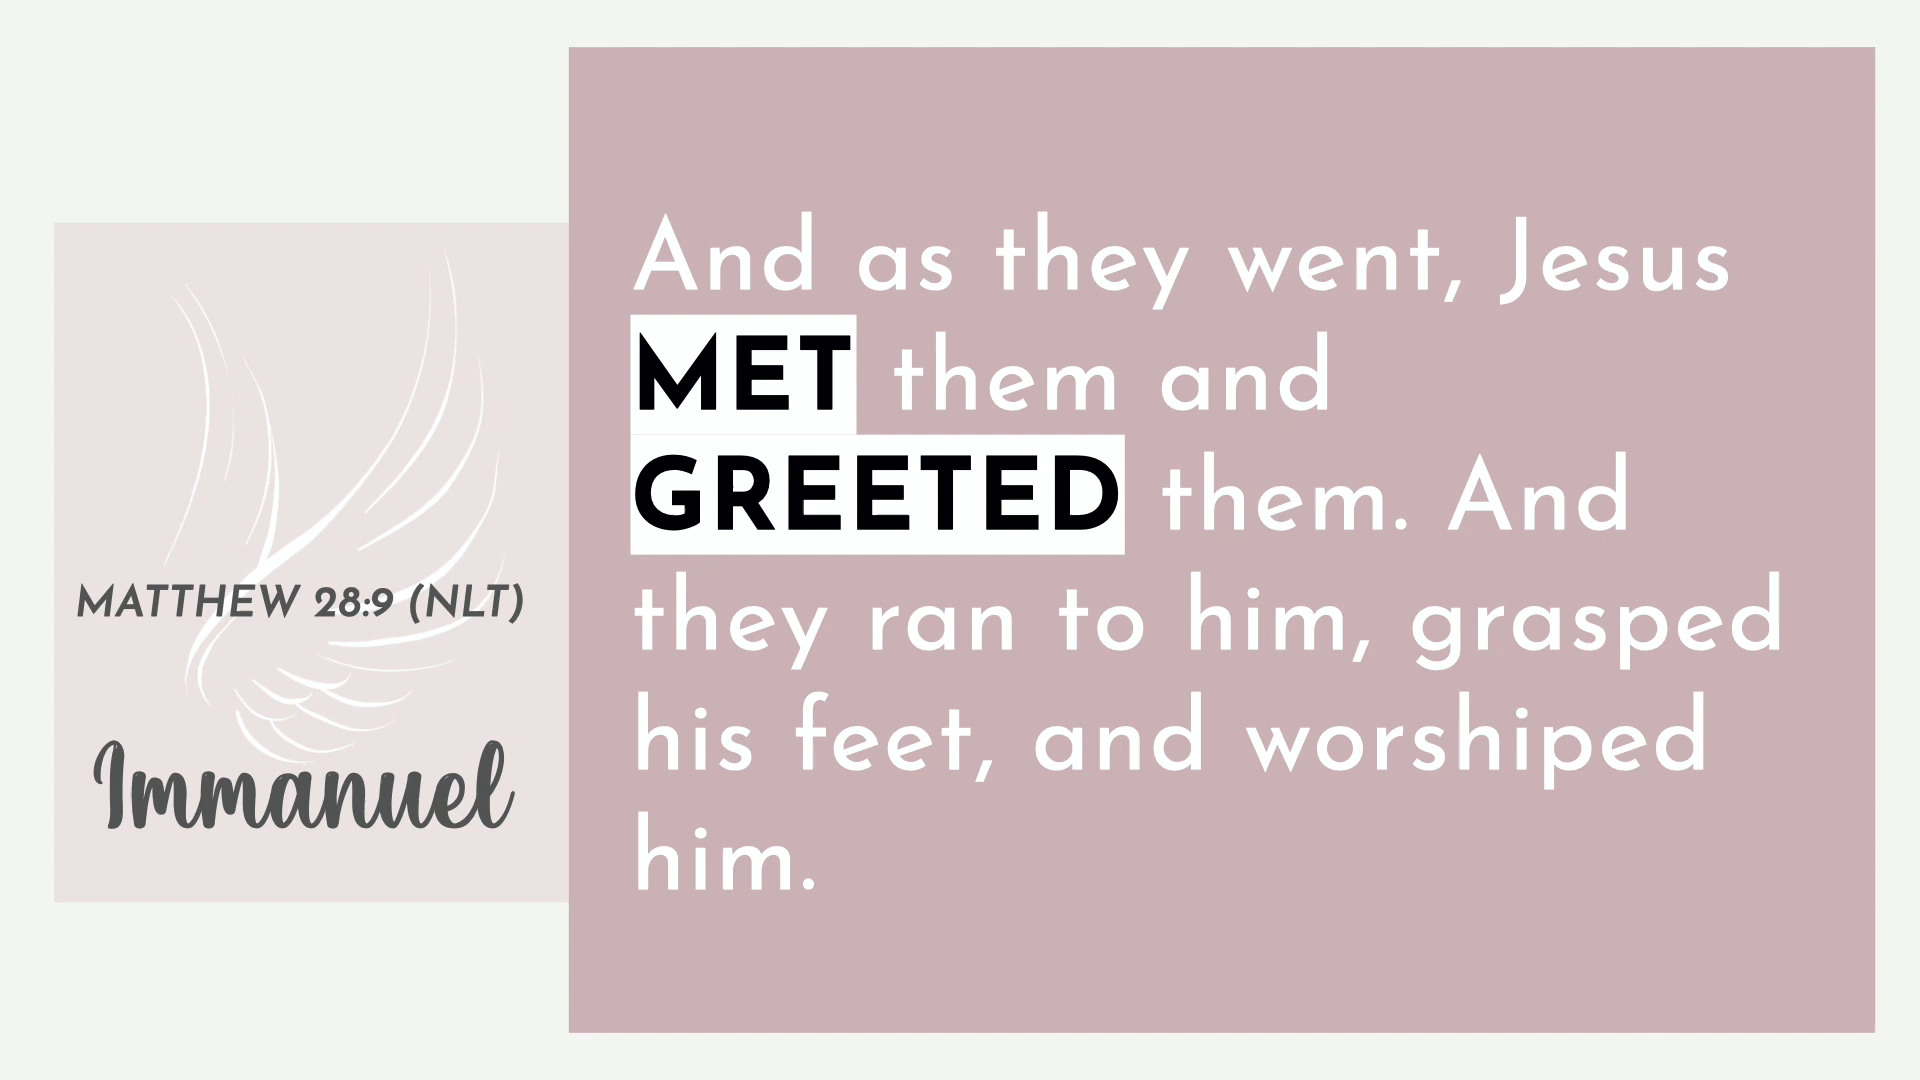 MATTHEW 28:9 (NLT)
Immanuel
And as they went, Jesus
MET them and
GREETED them. And
they ran to him, grasped
his feet, and worshiped
him.